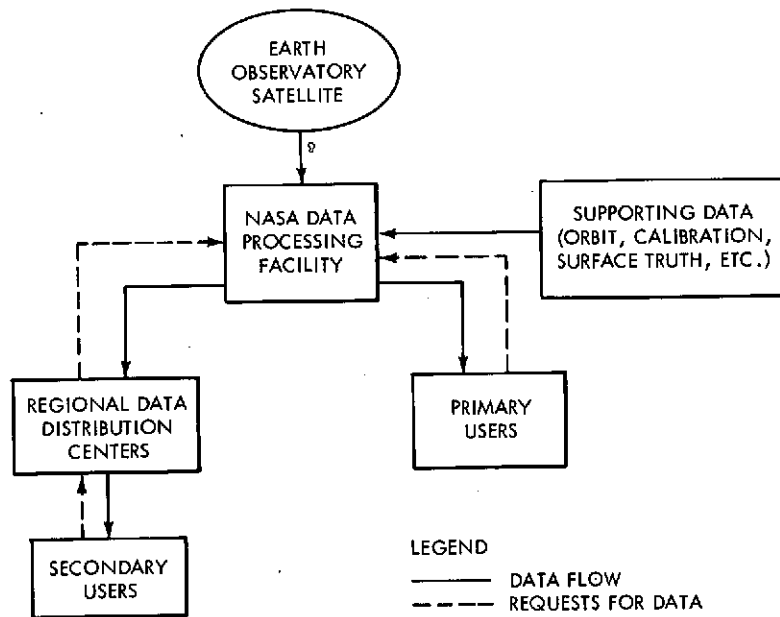 EARTH
OBSERVATORY
SATELLITE
NASA DATA
PROCESSING
FACILITY
SUPPORTING DATA
(ORBIT, CALIBRATION,
SURFACE TRUTH, ETC.)
REGIONAL DATA
DISTRIBUTION
CENTERS
PRIMARY
USERS
SECONDARY
USERS
LEGEND
DATA FLOW
REQUESTS FOR DATA